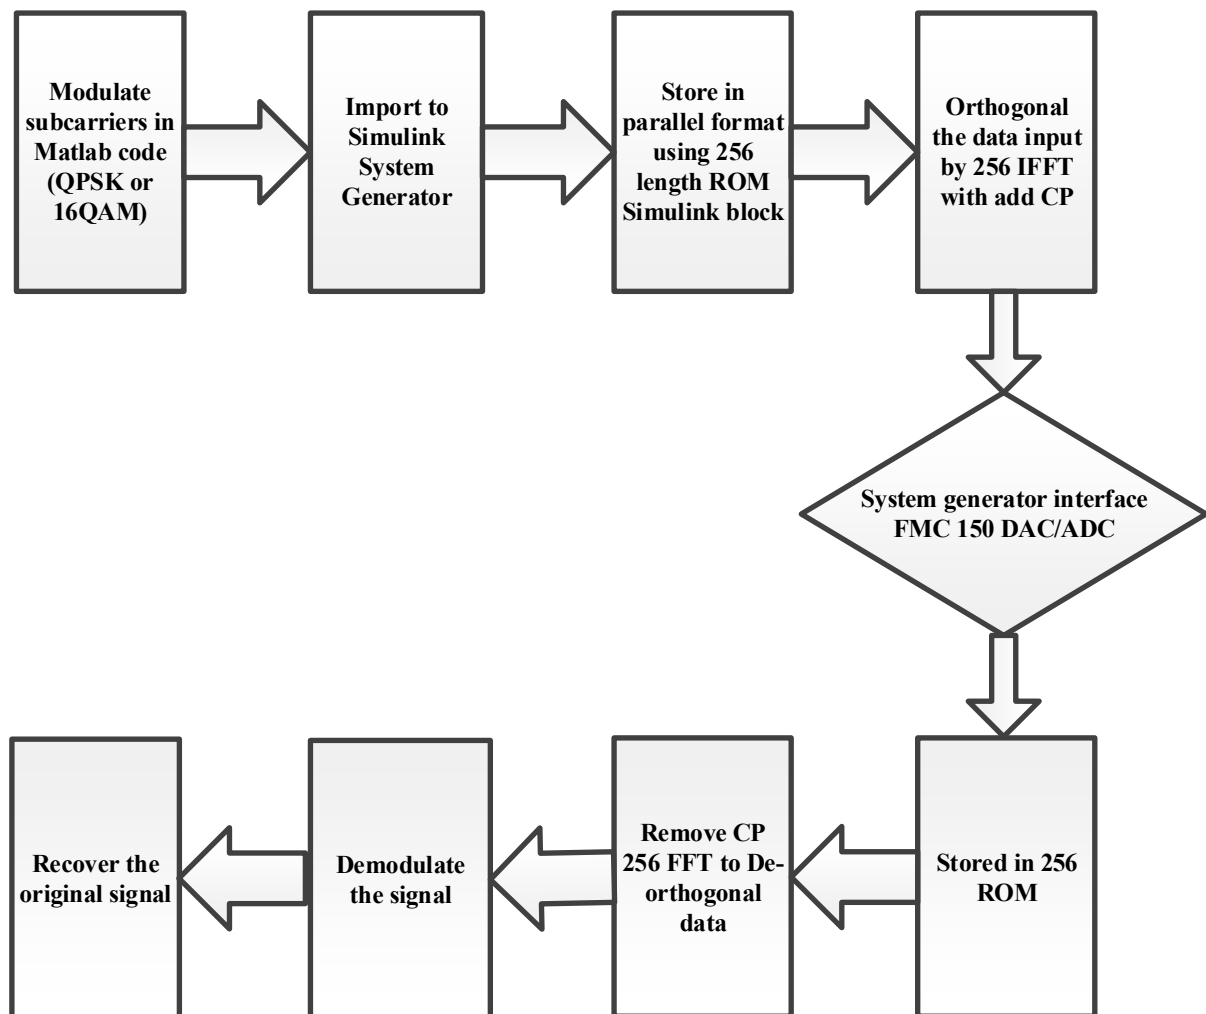 Modulate
subcarriers in
Matlab code
(QPSK or
16QAM)
Import to
Simulink
System
Generator
Store in
parallel format
using 256
length ROM
Simulink block
Orthogonal
the data input
by 256 IFFT
with add CP
System generator interface
FMC 150 DAC/ADC
Stored in 256
ROM
Remove CP
256 FFT to De-
orthogonal
data
Demodulate
the signal
Recover the
original signal